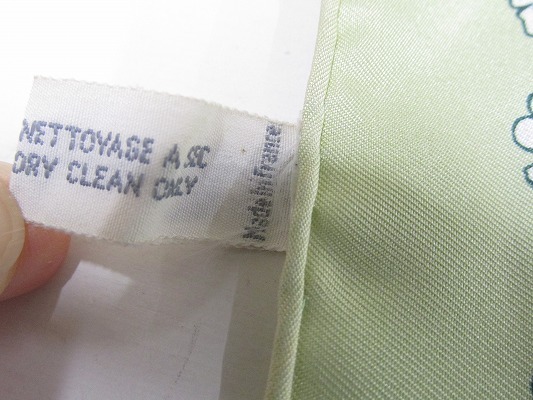 NETTOYAGE A SC
DRY CLEAN ONLY
Made in france